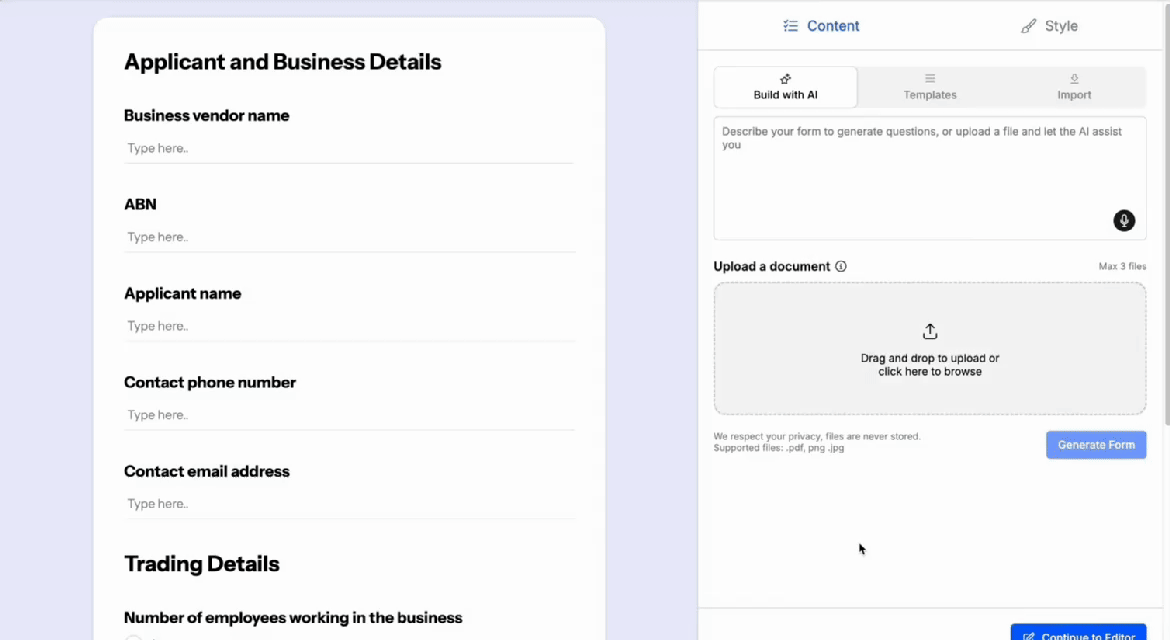 Applicant and Business Details
Business vendor name
Type here..
ABN
Type here..
Applicant name
Type here..
Contact phone number
Type here..
Contact email address
Type here..
Trading Details
Number of employees working in the business
Content
Style
Build with AI
Templates
Import
Describe your form to generate questions, or upload a file and let the AI assist
you
Upload a document
Max 3 files
Drag and drop to upload or
click here to browse
We respect your privacy, files are never stored.
Supported files: .pdf, png .jpg
Generate Form
Continue to Editor